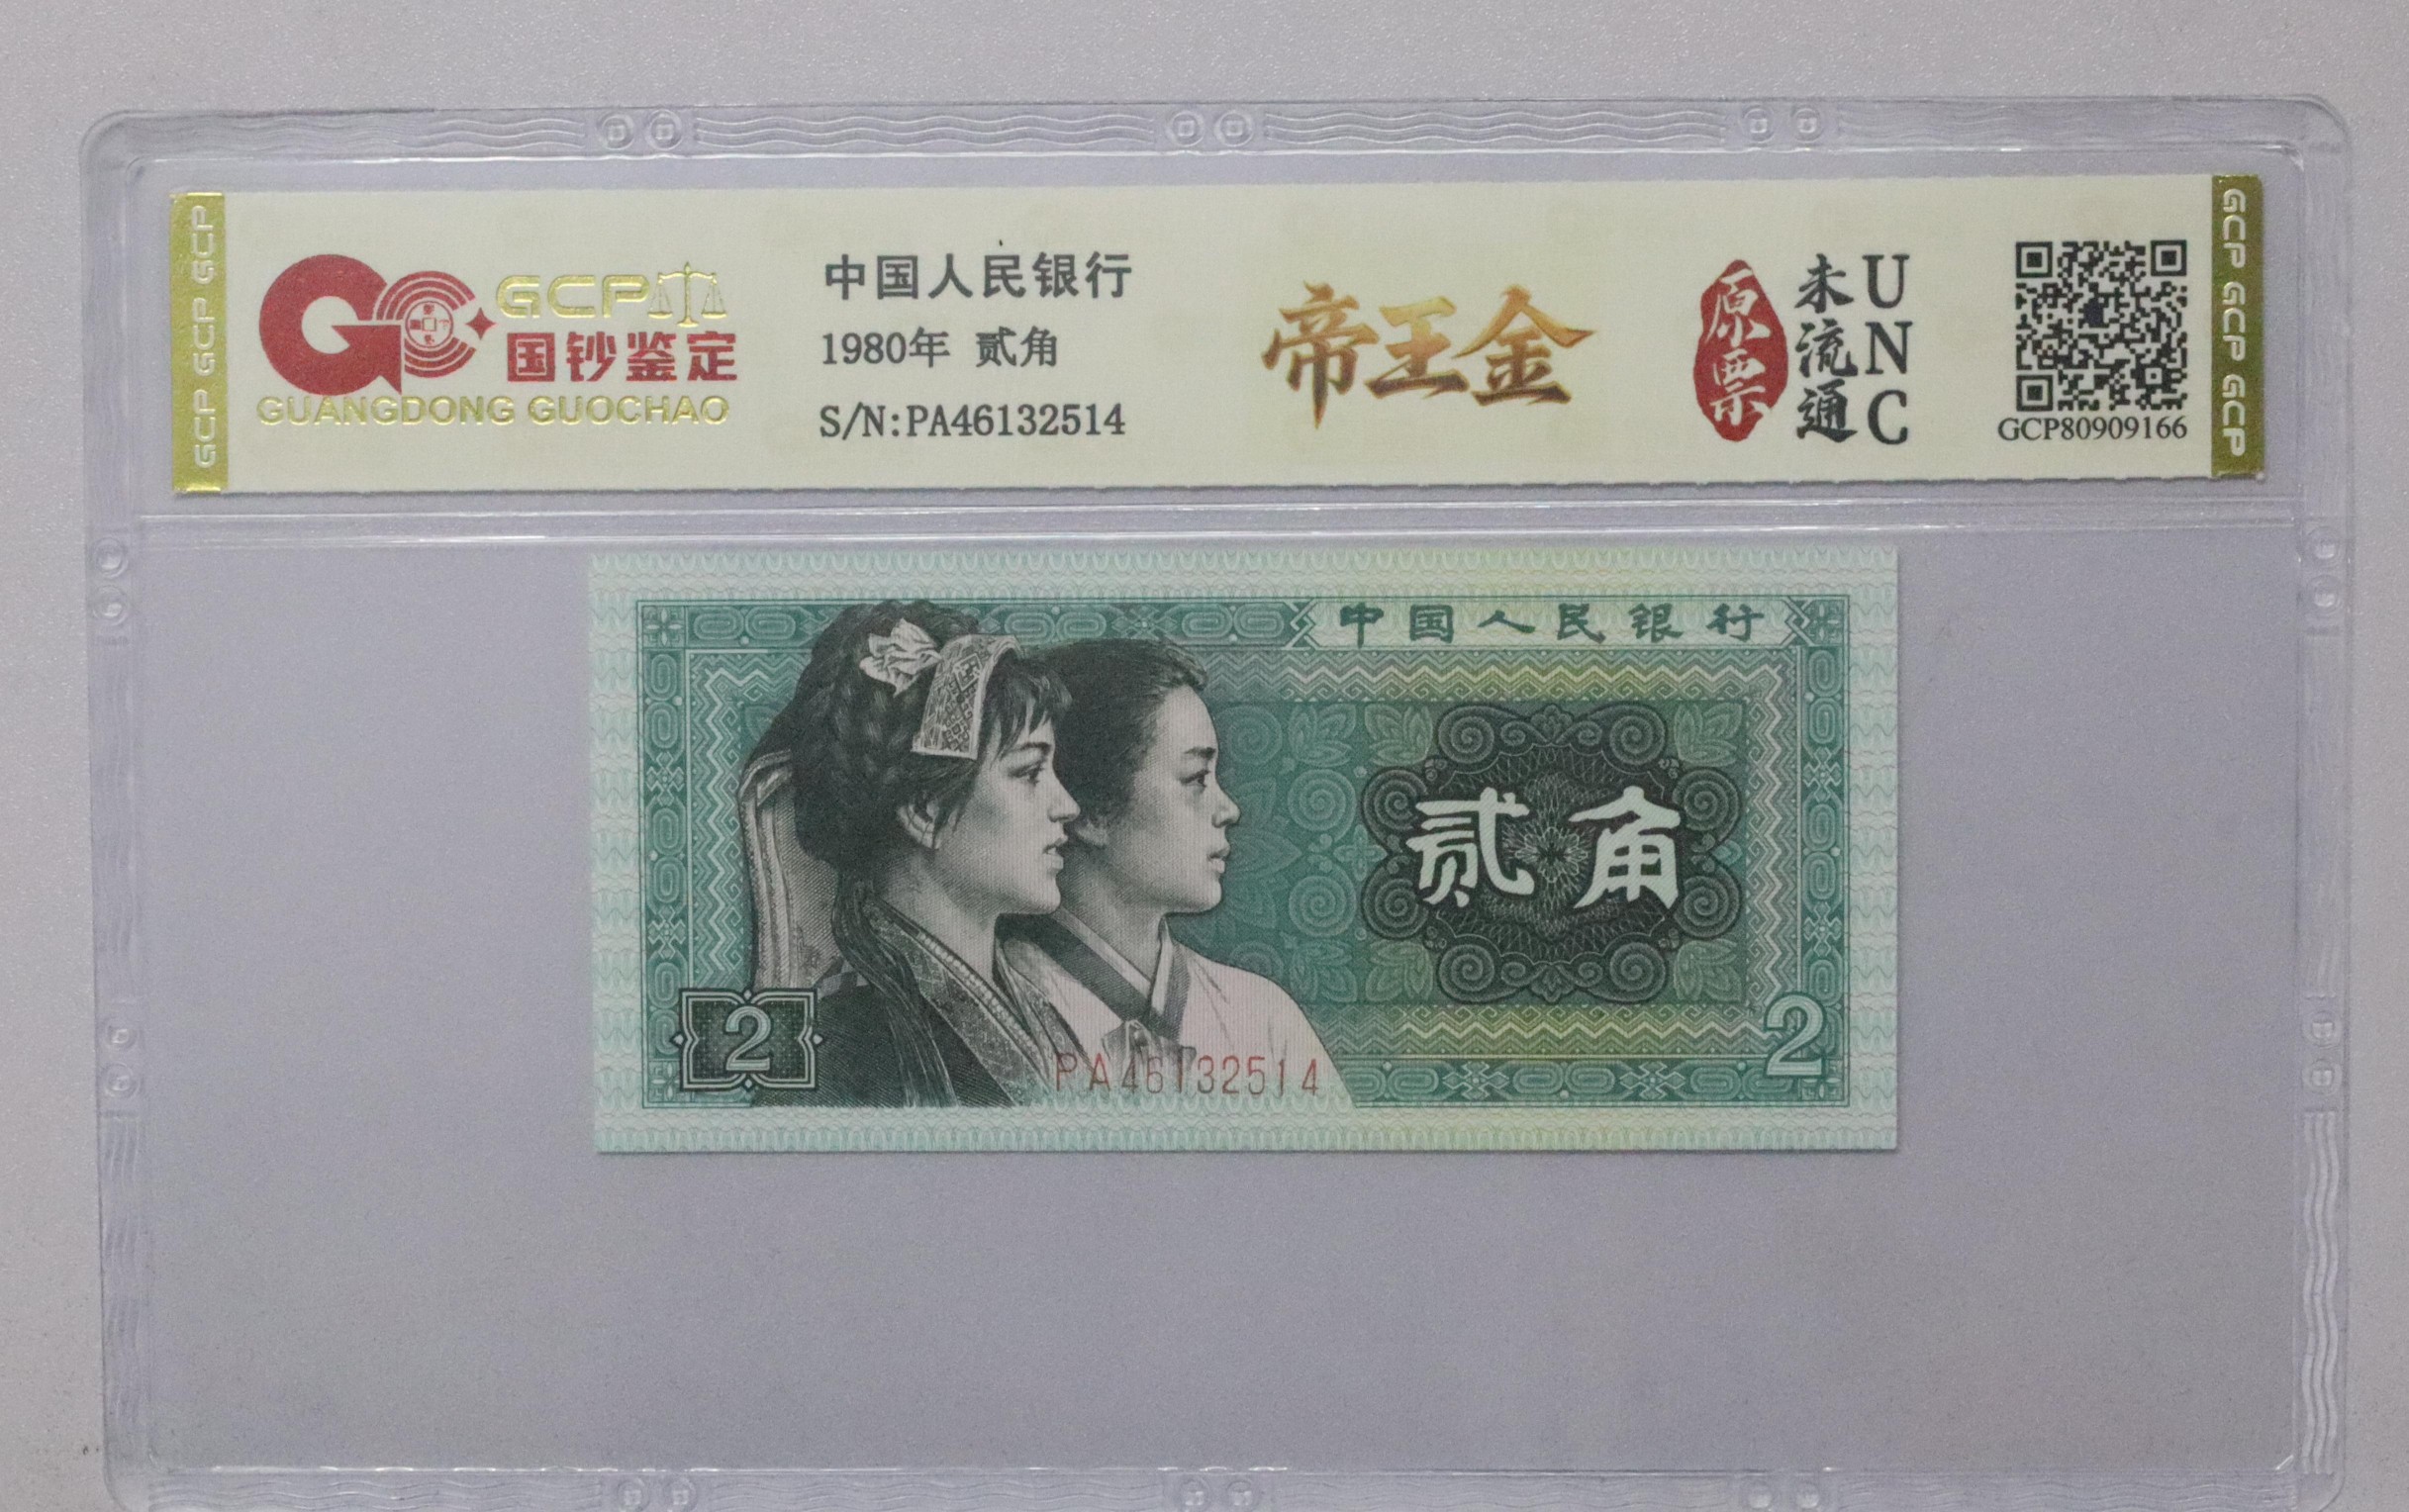 GCP GCP GCP
GCP
国钞鉴定
GUANGDONG GUOCHAO
中国人民银行
1980年 贰角
S/N:PA46132514
帝王金
原票
未流通
UNC
GCP80909166
GCP GCP GCP GCP
中国人民银行
贰角
2
2
PA46132514